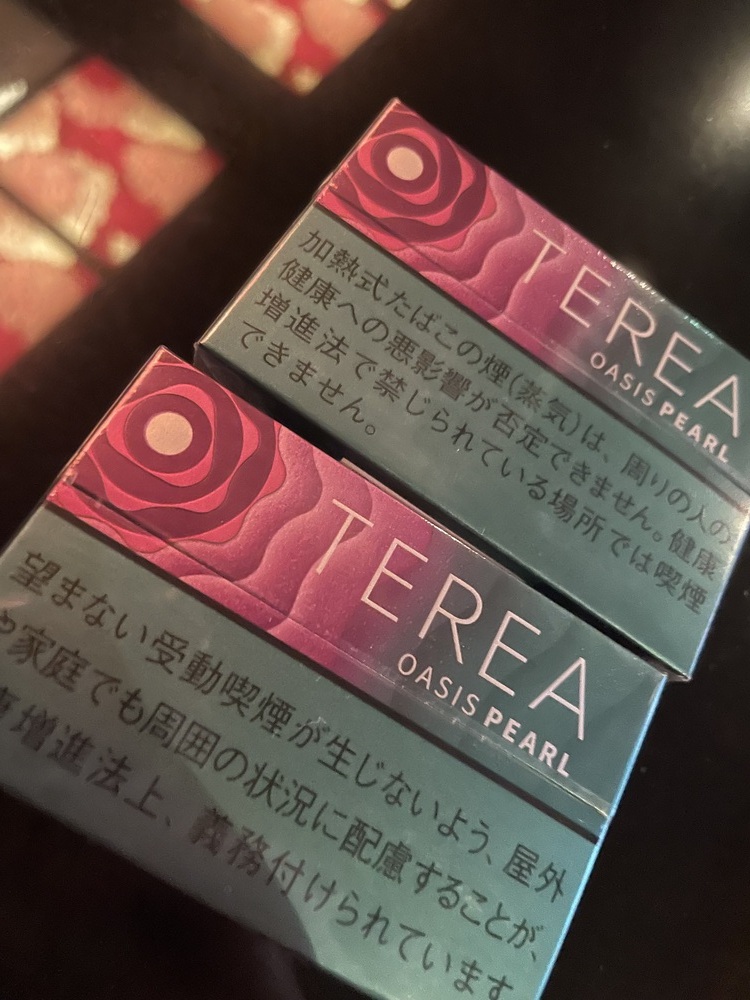 TEREA
OASIS PEARL
加熱式たばこの煙(蒸気)は、周りの人の
健康への悪影響が否定できません。健康
増進法で禁じられている場所では喫煙
できません。
TEREA
OASIS PEARL
望まない受動喫煙が生じないよう、屋外
や家庭でも周囲の状況に配慮することが、
増進法上、義務付けられています